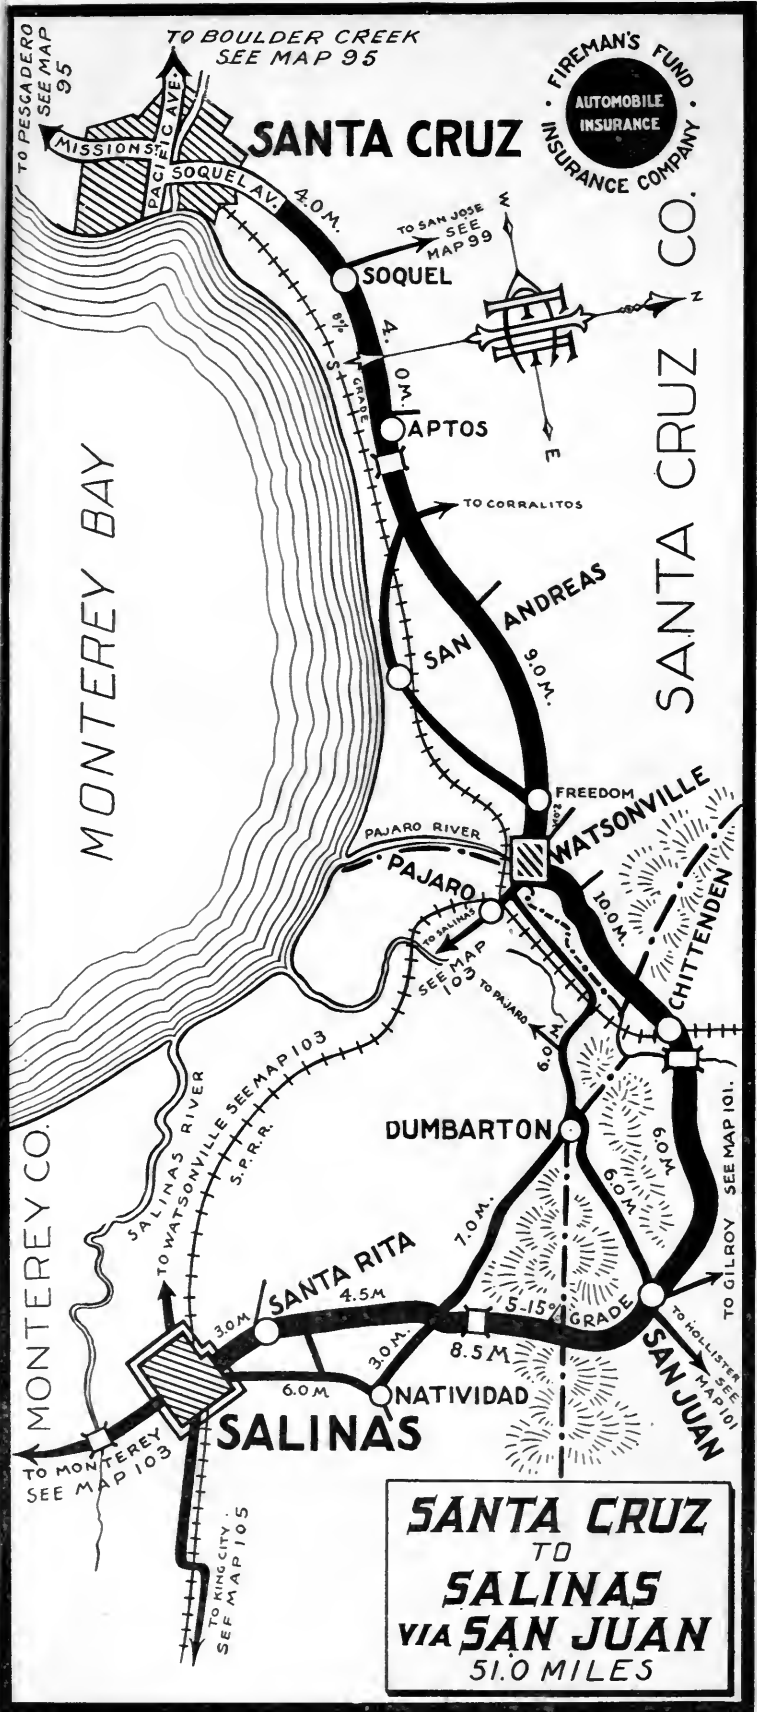 TO PESCADERO
SEE MAP
95
TO BOULDER CREEK
SEE MAP 95
FIREMAN'S FUND
INSURANCE COMPANY
AUTOMOBILE
INSURANCE
MISSION ST.
PACIFIC AVE.
SOQUEL AV.
SANTA CRUZ
4.0 M.
TO SAN JOSE
SEE
MAP 99
SOQUEL
W
N
E
S
8%
GRADE
4.0 M.
APTOS
SANTA CRUZ CO.
TO CORRALITOS
MONTEREY BAY
SAN ANDREAS
9.0 M.
FREEDOM
2.0M
WATSONVILLE
PAJARO RIVER
PAJARO
TO SALINAS
SEE MAP
103
10.0 M.
CHITTENDEN
TO PAJARO
6.0 M
DUMBARTON
6.0 M
6.0 M
TO GILROY SEE MAP 101.
SALINAS RIVER
TO WATSONVILLE SEE MAP 103
S.P.R.R.
MONTEREY CO.
7.0 M.
SANTA RITA
3.0 M
4.5 M
5-15% GRADE
8.5 M
3.0 M.
6.0 M
NATIVIDAD
SAN JUAN
TO HOLLISTER
SEE
MAP 101
SALINAS
TO MONTEREY
SEE MAP 103
TO KING CITY.
SEE MAP 105
SANTA CRUZ
TO
SALINAS
VIA SAN JUAN
51.0 MILES